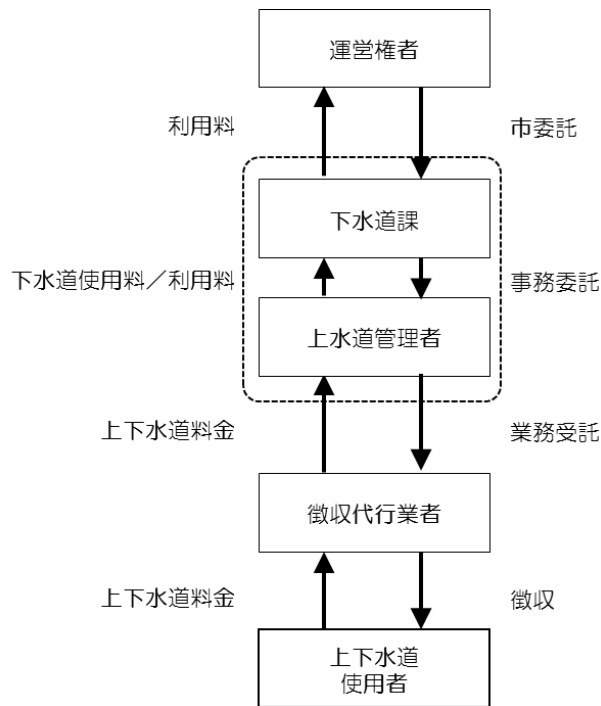 運営権者
利用料
市委託
下水道課
下水道使用料／利用料
事務委託
上水道管理者
上下水道料金
業務受託
徴収代行業者
上下水道料金
徴収
上下水道
使用者